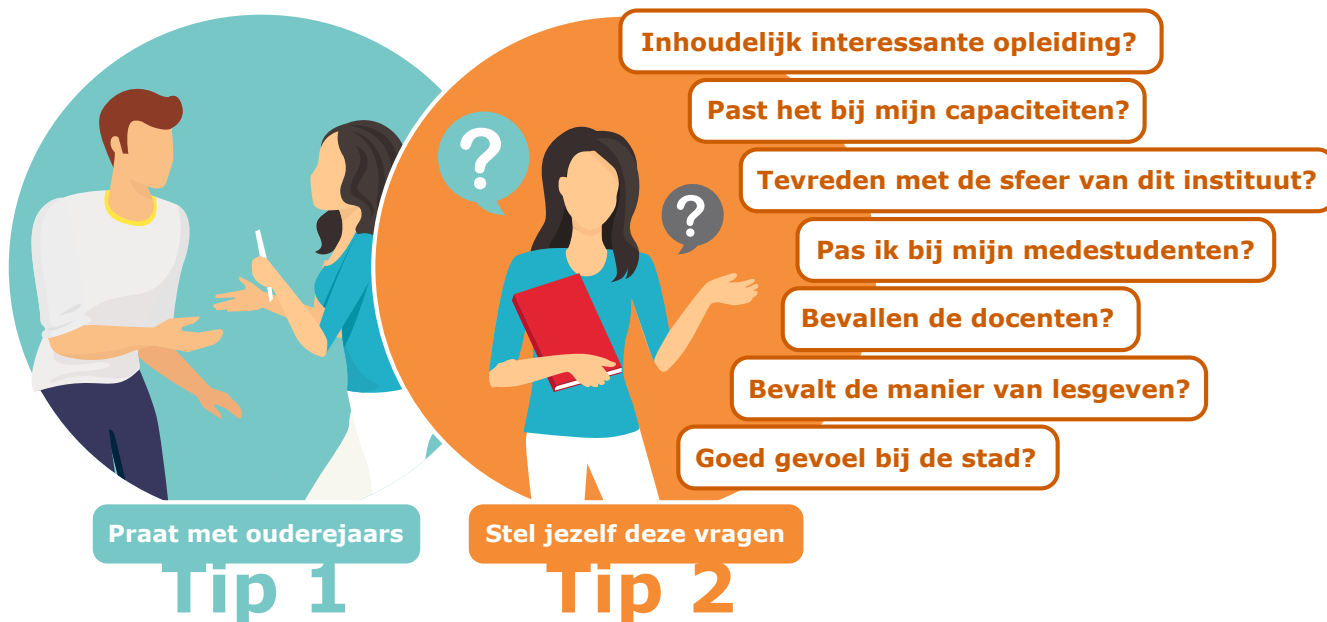 Inhoudelijk interessante opleiding?
Past het bij mijn capaciteiten?
Tevreden met de sfeer van dit instituut?
Pas ik bij mijn medestudenten?
Bevallen de docenten?
Bevalt de manier van lesgeven?
Goed gevoel bij de stad?
Praat met ouderejaars
Tip 1
Stel jezelf deze vragen
Tip 2
?
?